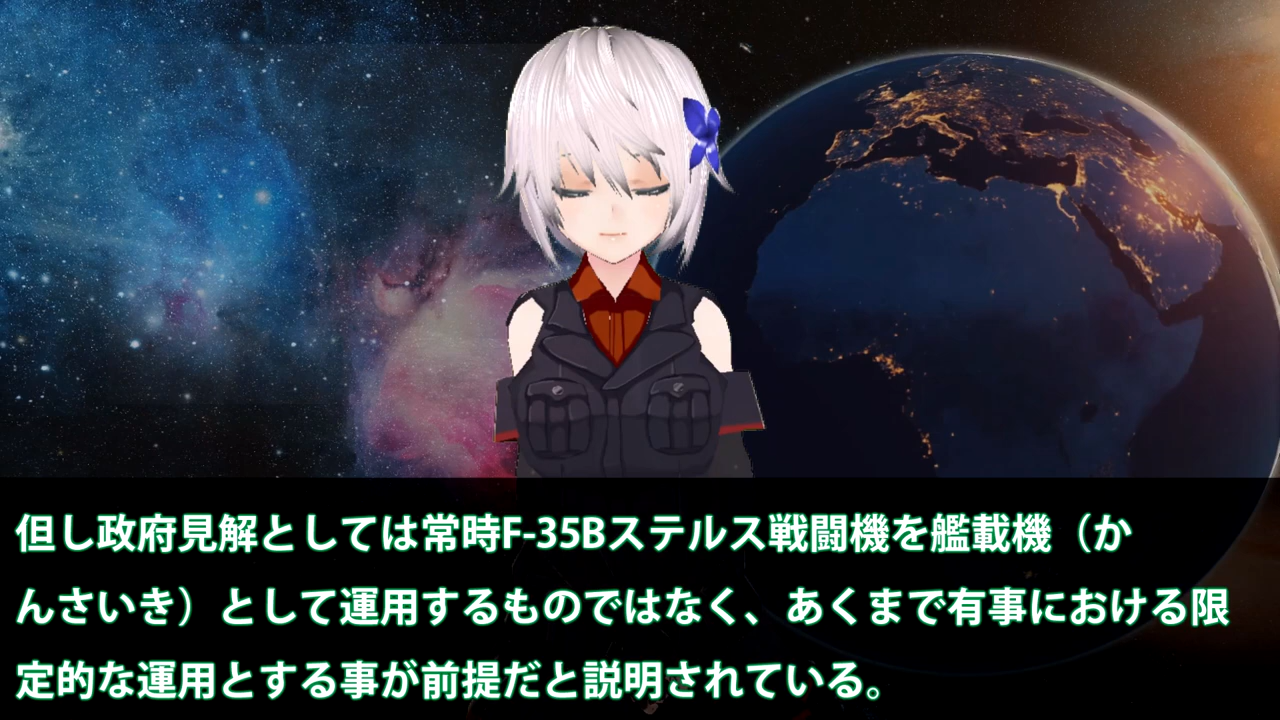 但し政府見解としては常時F-35Bステルス戦闘機を艦載機（か
んさいき）として運用するものではなく、あくまで有事における限
定的な運用とする事が前提だと説明されている。